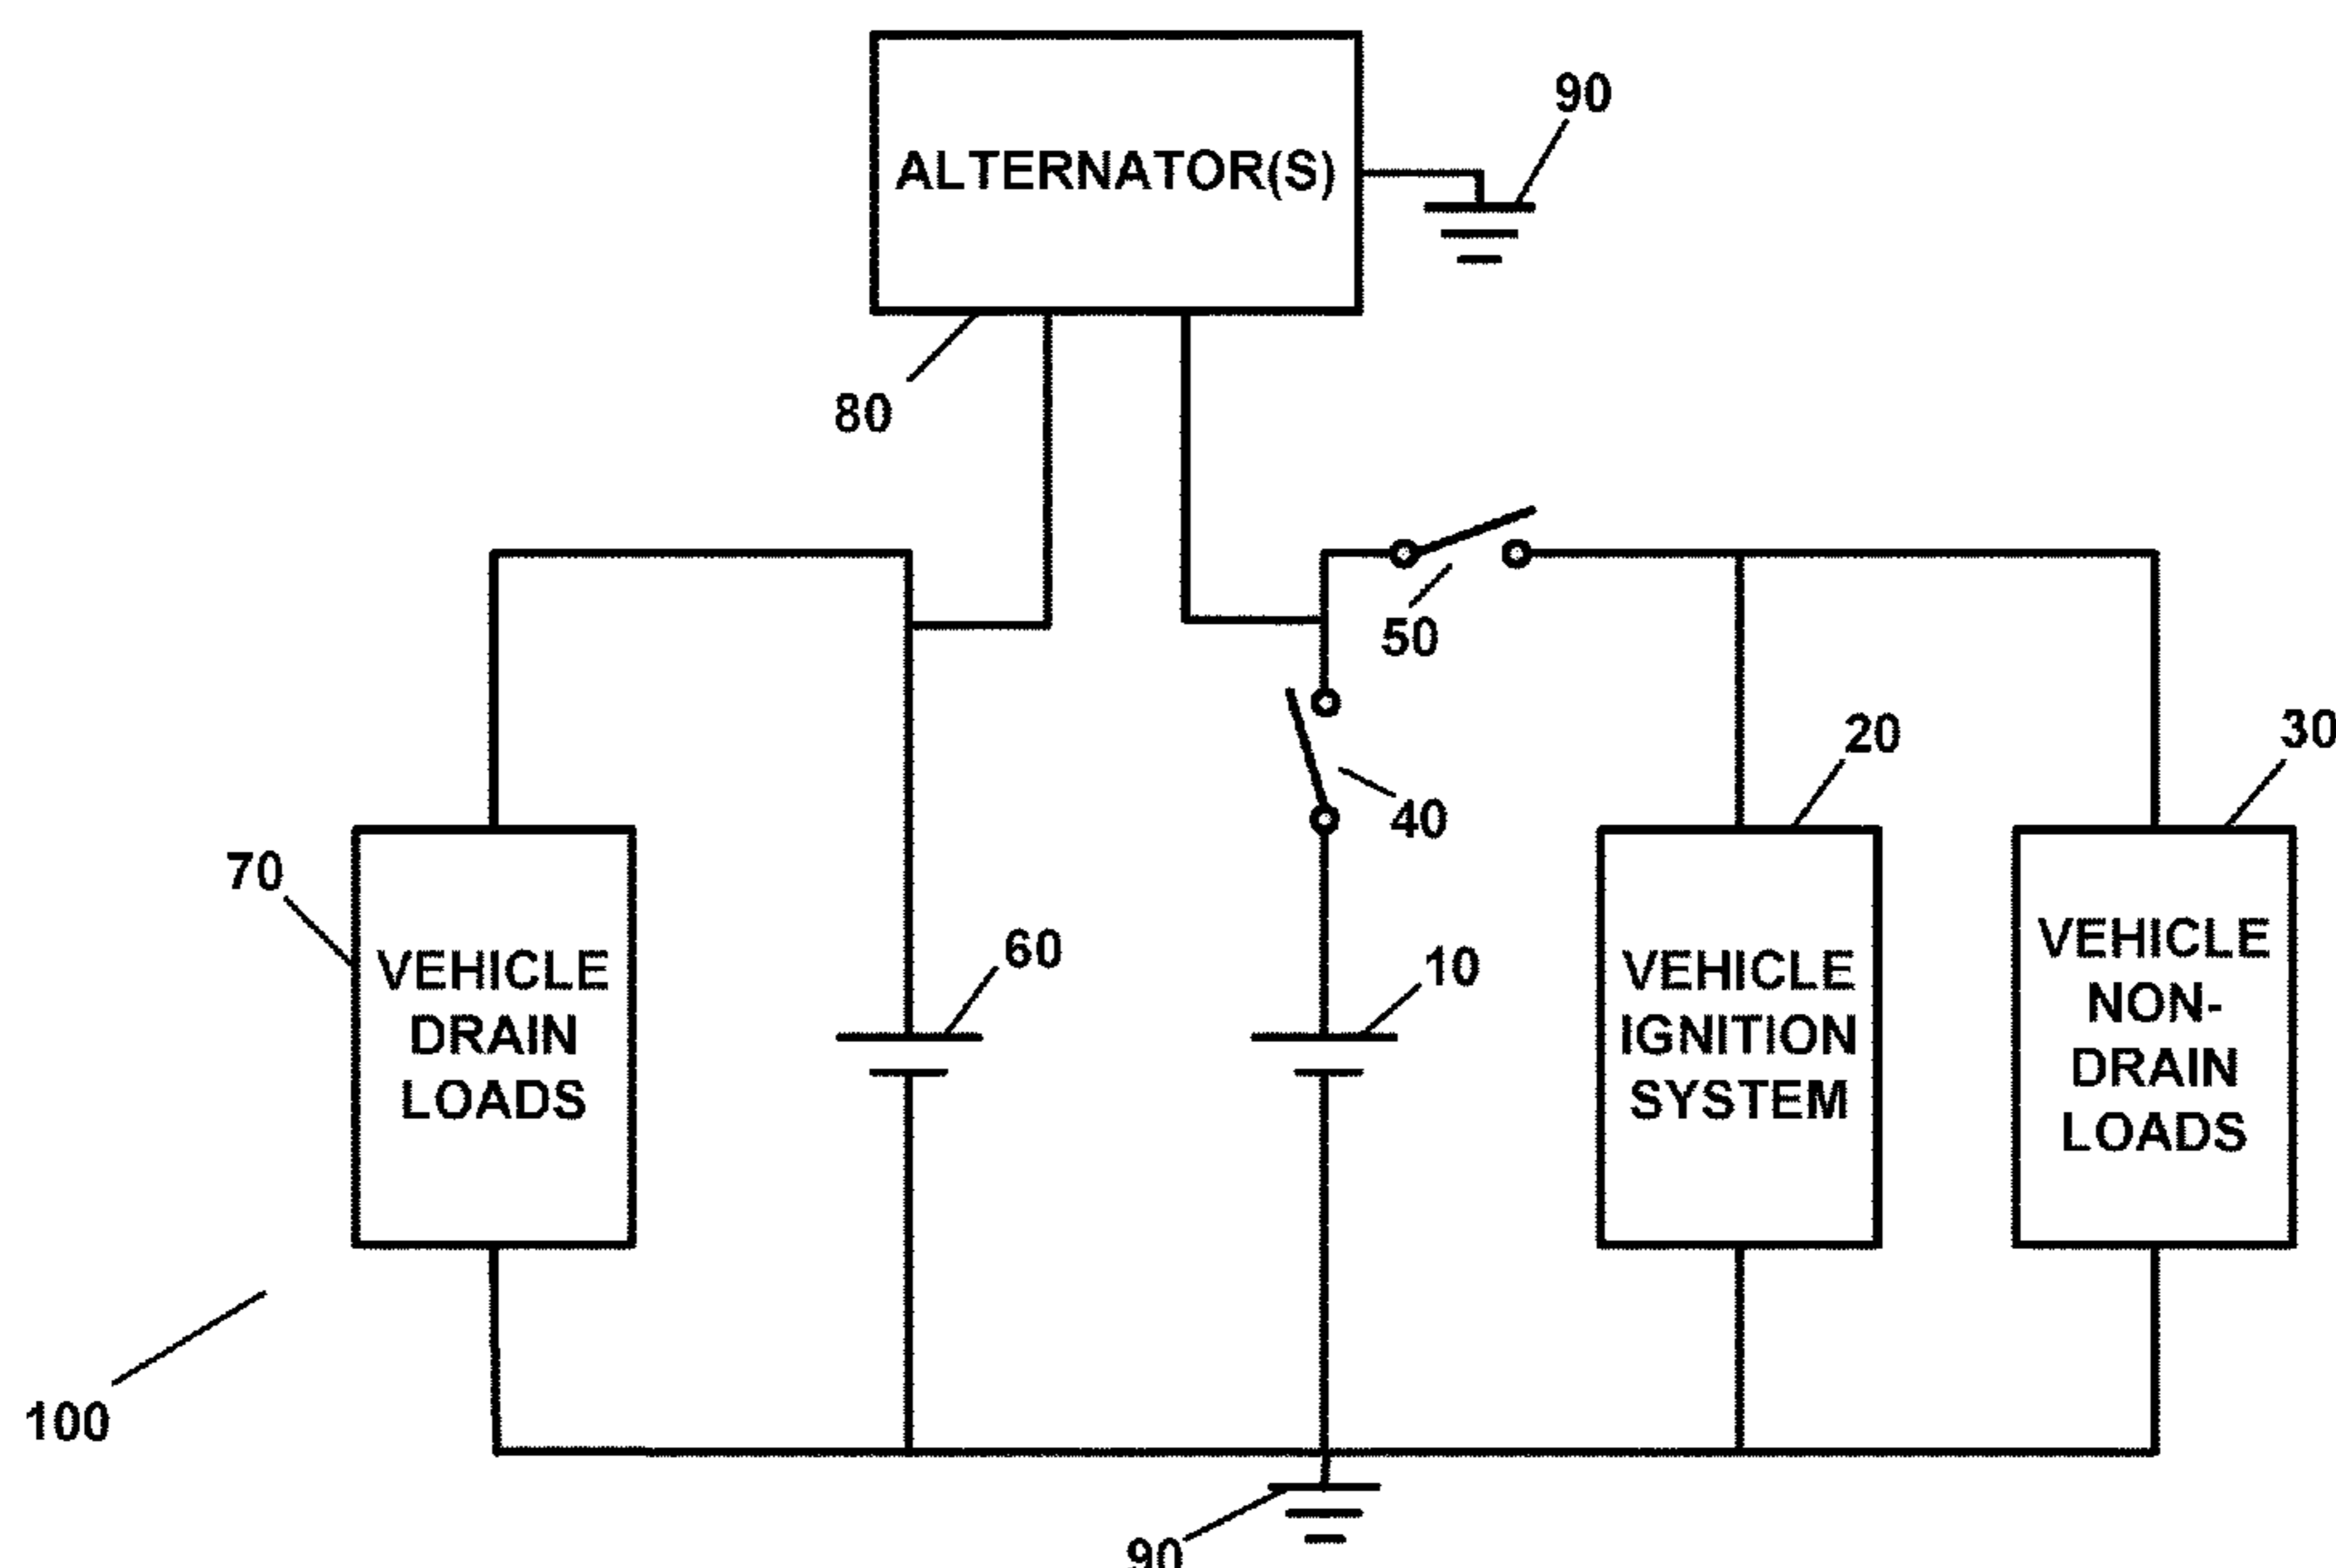 ALTERNATOR(S)
90
80
50
20
30
40
70
60
10
VEHICLE
DRAIN
LOADS
VEHICLE
IGNITION
SYSTEM
VEHICLE
NON-
DRAIN
LOADS
100
90